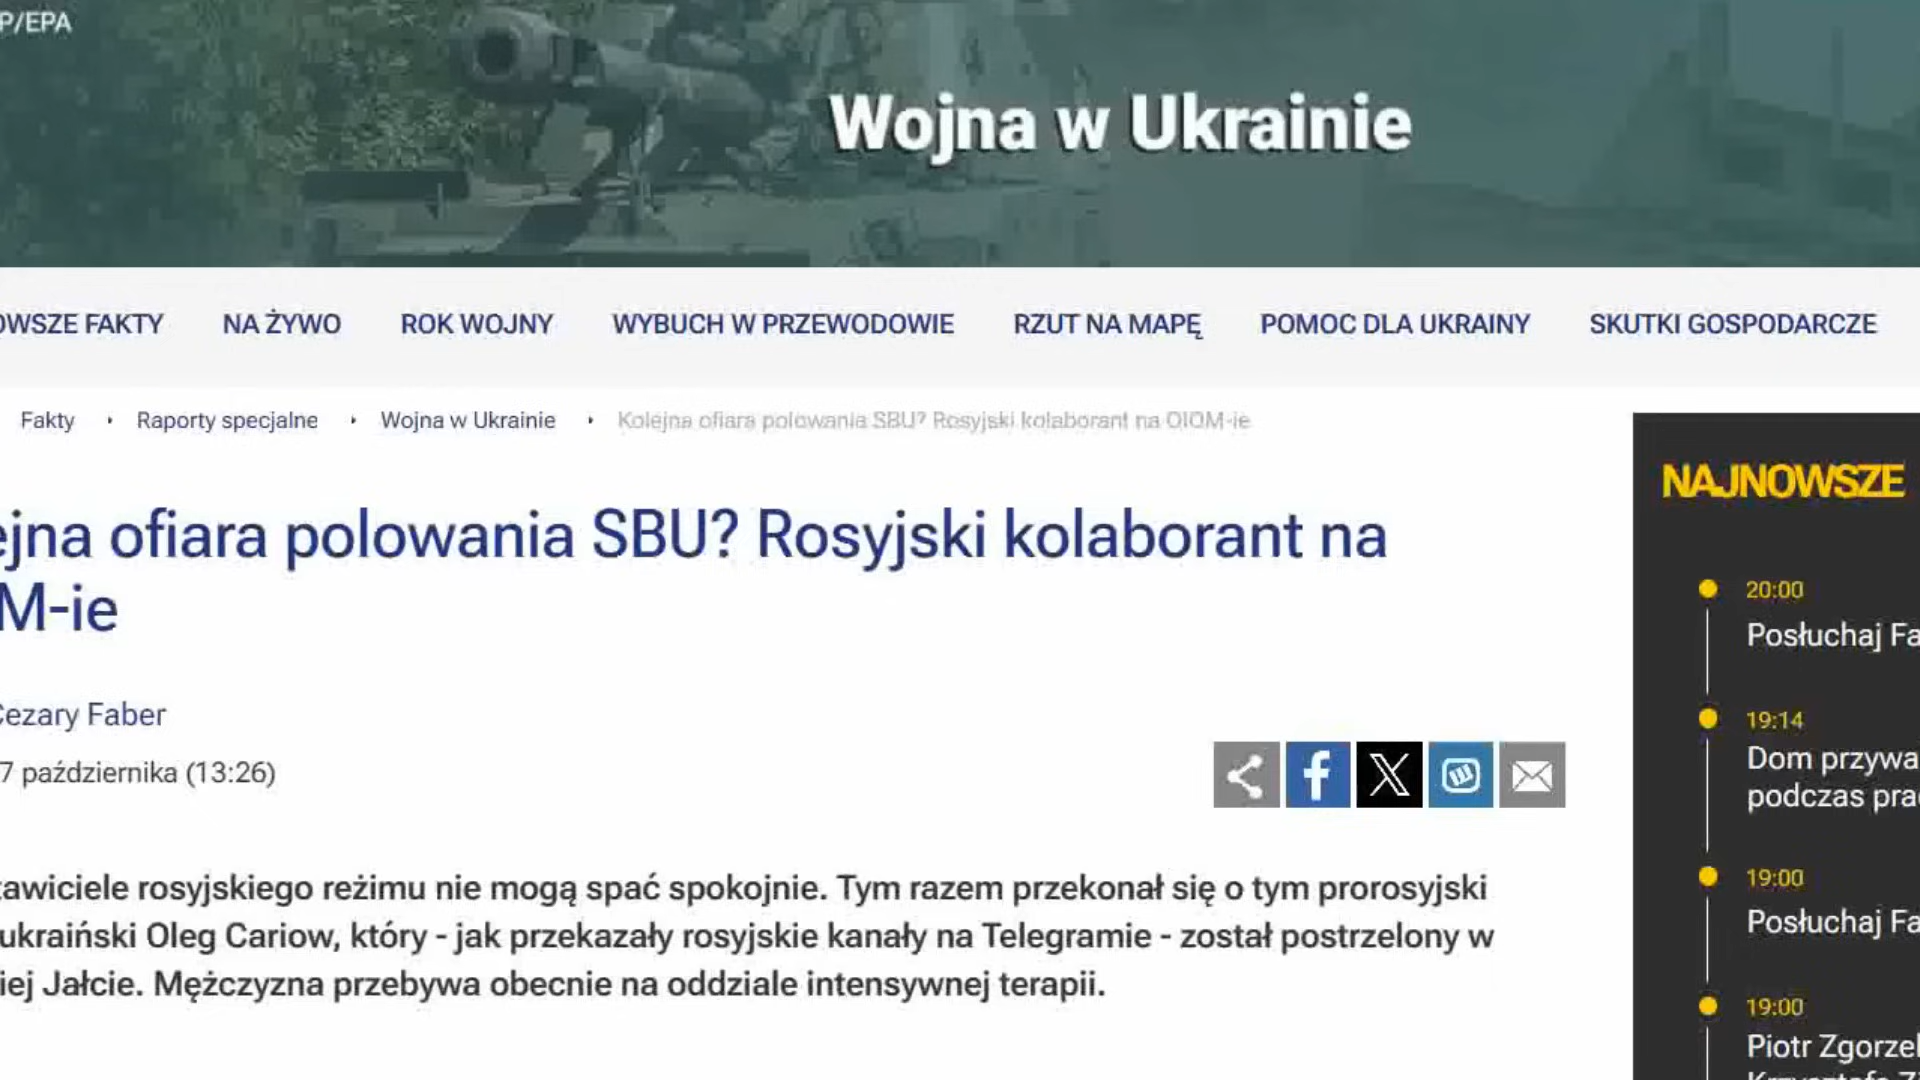 P/EPA
Wojna w Ukrainie
OWSZE FAKTY NA ŻYWO ROK WOJNY WYBUCH W PRZEWODOWIE RZUT NA MAPĘ POMOC DLA UKRAINY SKUTKI GOSPODARCZE
Fakty • Raporty specjalne • Wojna w Ukrainie • Kolejna ofiara polowania SBU? Rosyjski kolaborant na OIOM-ie
ejna ofiara polowania SBU? Rosyjski kolaborant na
M-ie
Cezary Faber
7 października (13:26)
tawiciele rosyjskiego reżimu nie mogą spać spokojnie. Tym razem przekonał się o tym prorosyjski
ukraiński Oleg Cariow, który - jak przekazały rosyjskie kanały na Telegramie - został postrzelony w
iej Jałcie. Mężczyzna przebywa obecnie na oddziale intensywnej terapii.
NAJNOWSZE
20:00
Posłuchaj Fa
19:14
Dom przywa
podczas pra
19:00
Posłuchaj Fa
19:00
Piotr Zgorzel